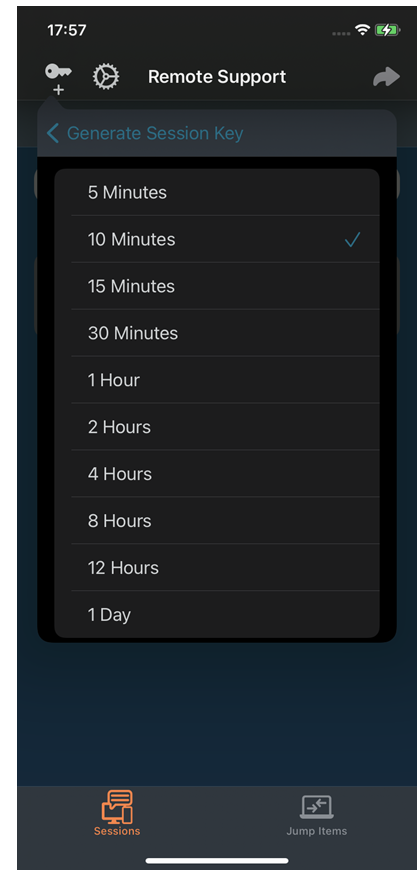 17:57
Remote Support
Generate Session Key
5 Minutes
10 Minutes
15 Minutes
30 Minutes
1 Hour
2 Hours
4 Hours
8 Hours
12 Hours
1 Day
Sessions
Jump Items